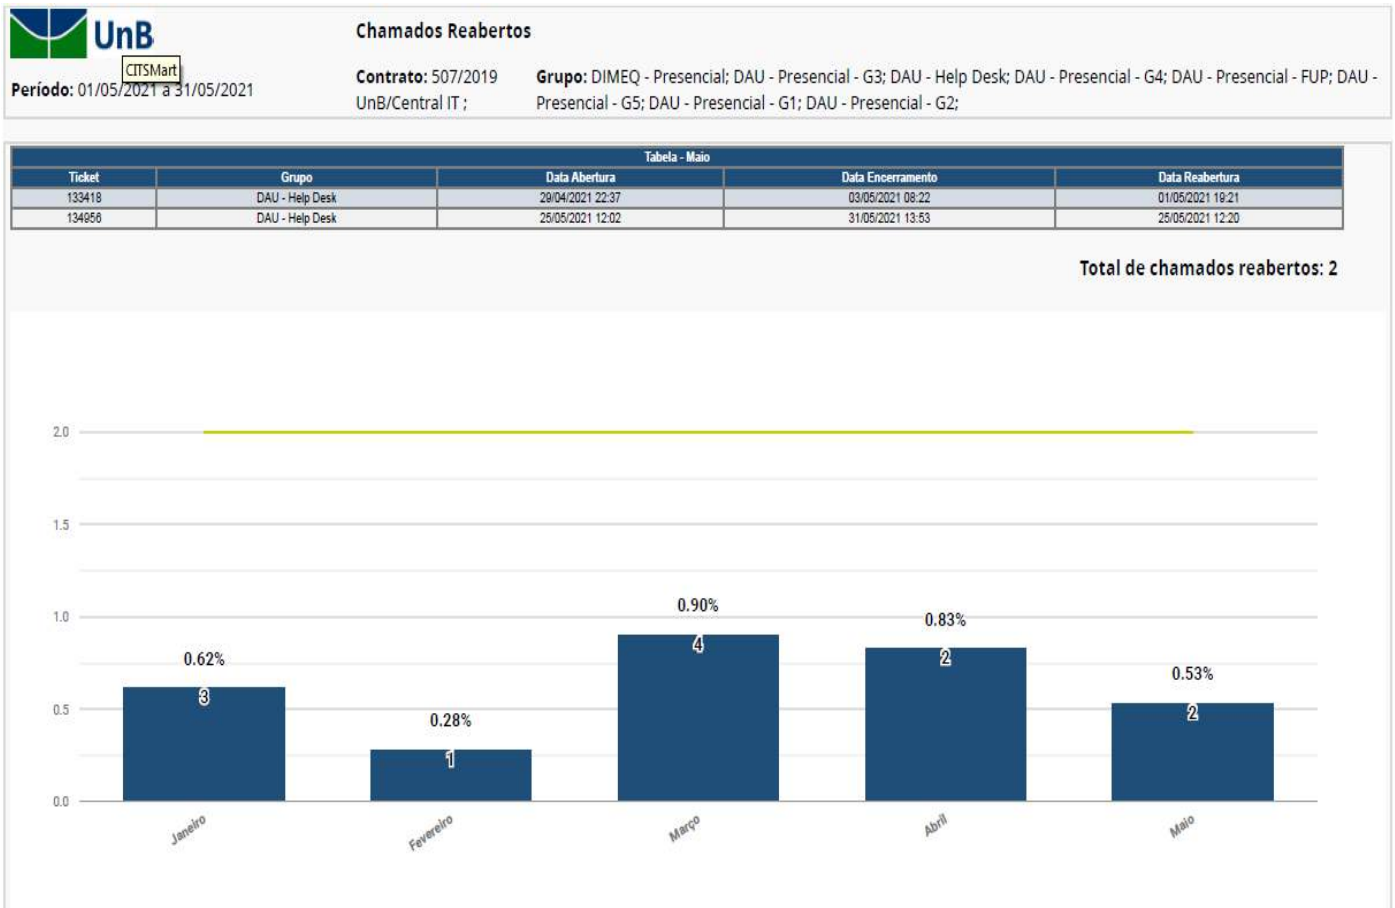 UnB
CITSMart
Período: 01/05/2021 a 31/05/2021
Chamados Reabertos
Contrato: 507/2019
UnB/Central IT ;
Grupo: DIMEQ - Presencial; DAU - Presencial - G3; DAU - Help Desk; DAU - Presencial - G4; DAU - Presencial - FUP; DAU -
Presencial - G5; DAU - Presencial - G1; DAU - Presencial - G2;
Tabela - Maio
Ticket Grupo Data Abertura Data Encerramento Data Reabertura
133418 DAU - Help Desk 29/04/2021 22:37 03/05/2021 08:22 01/05/2021 19:21
134956 DAU - Help Desk 25/05/2021 12:02 31/05/2021 13:53 25/05/2021 12:20
Total de chamados reabertos: 2
2.0
1.5
1.0
0.5
0.0
0.62%
3
0.28%
1
0.90%
4
0.83%
2
0.53%
2
Janeiro
Fevereiro
Março
Abril
Maio